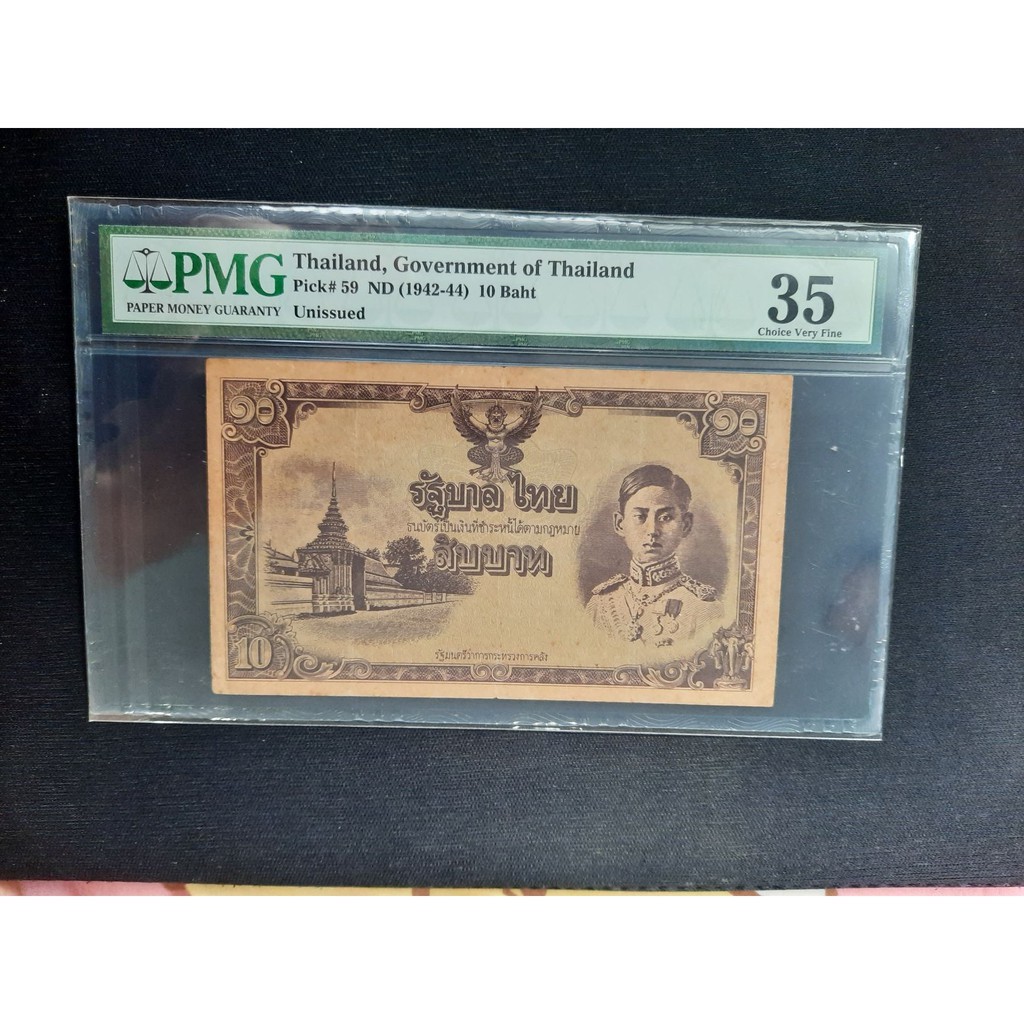 PMG
PAPER MONEY GUARANTY
Thailand, Government of Thailand
Pick# 59 ND (1942-44) 10 Baht
Unissued
35
Choice Very Fine
๑๐
๑๐
รัฐบาล ไทย
ธนบัตร์เป็นเงินที่ชำระหนี้ได้ตามกฎหมาย
สิบบาท
10
รัฐมนตรีว่าการกระทรวงการคลัง